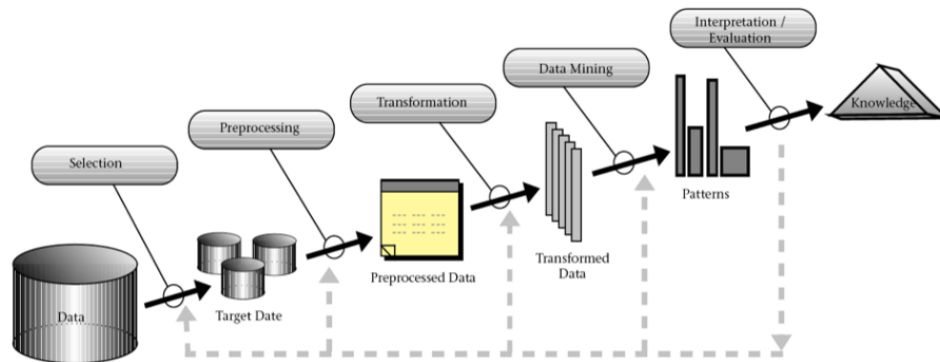 Interpretation /
Evaluation
Data Mining
Transformation
Preprocessing
Selection
Knowledge
Patterns
Transformed
Data
Preprocessed Data
Target Date
Data